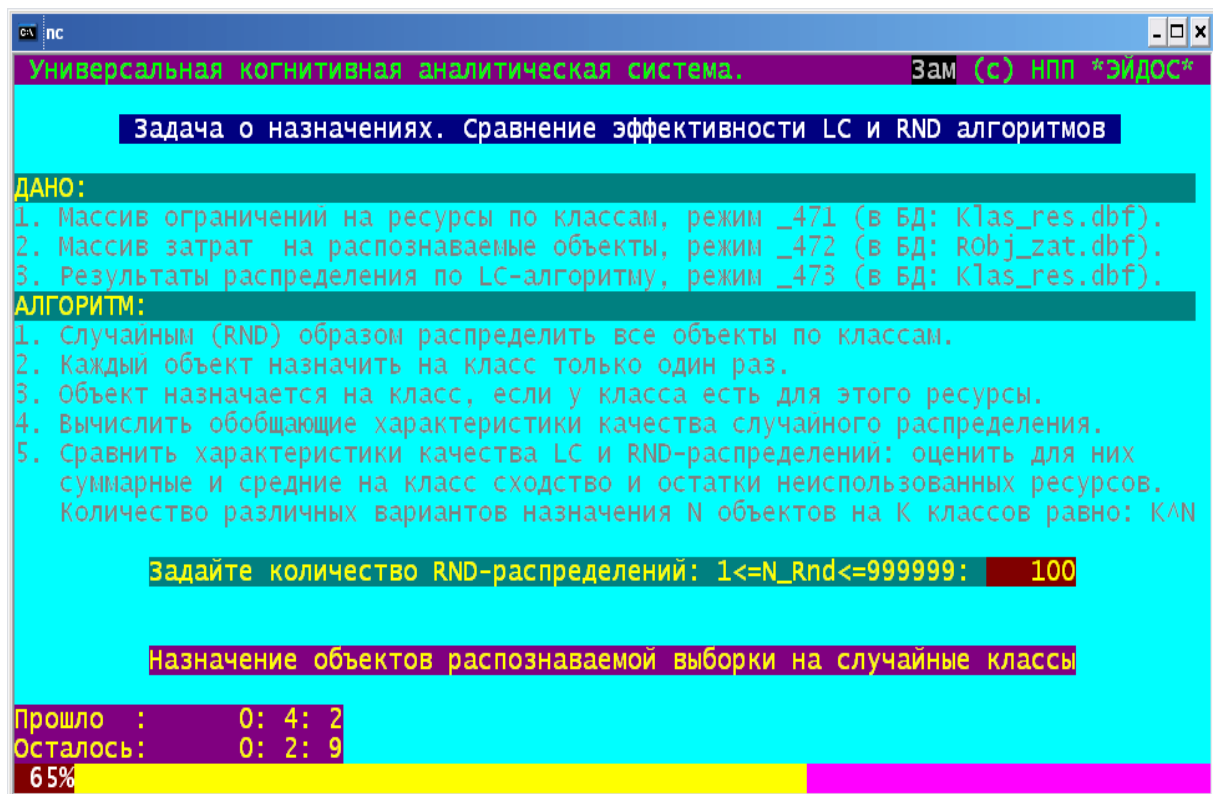 nc
Универсальная когнитивная аналитическая система. Зам (c) НПП *ЭЙДОС*
Задача о назначениях. Сравнение эффективности LC и RND алгоритмов
ДАНО:
1. Массив ограничений на ресурсы по классам, режим _471 (в БД: Klas_res.dbf).
2. Массив затрат на распознаваемые объекты, режим _472 (в БД: RObj_zat.dbf).
3. Результаты распределения по LC-алгоритму, режим _473 (в БД: Klas_res.dbf).
АЛГОРИТМ:
1. Случайным (RND) образом распределить все объекты по классам.
2. Каждый объект назначить на класс только один раз.
3. Объект назначается на класс, если у класса есть для этого ресурсы.
4. Вычислить обобщающие характеристики качества случайного распределения.
5. Сравнить характеристики качества LC и RND-распределений: оценить для них
суммарные и средние на класс сходство и остатки неиспользованных ресурсов.
Количество различных вариантов назначения N объектов на K классов равно: K^N
Задайте количество RND-распределений: 1<=N_Rnd<=999999: 100
Назначение объектов распознаваемой выборки на случайные классы
Прошло : 0: 4: 2
Осталось: 0: 2: 9
65%